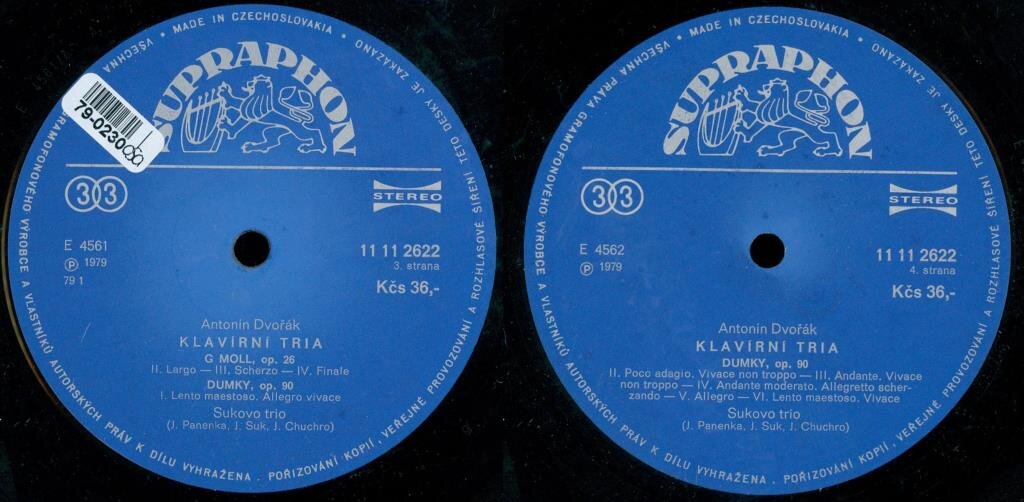 MADE IN CZECHOSLOVAKIA • ZAKÁZÁNO
VŠECHNA
GRAMOFONOVÉHO VÝROBCE A VLASTNÍKŮ AUTORSKÝCH PRÁV K DÍLU VYHRAŽENA. POŘIZOVÁNÍ KOPIÍ, VEŘEJNÉ PROVOZOVÁNÍ A ROZHLASOVÉ ŠÍŘENÍ TÉTO DESKY JE
SUPRAPHON
79-0230
33
STEREO
E 4561
℗ 1979
79 1
11 11 2622
3. strana
Kčs 36,-
Antonín Dvořák
KLAVÍRNÍ TRIA
G MOLL, op. 26
II. Largo — III. Scherzo — IV. Finale
DUMKY, op. 90
I. Lento maestoso. Allegro vivace
Sukovo trio
(J. Panenka, J. Suk, J. Chuchro)
MADE IN CZECHOSLOVAKIA • ZAKÁZÁNO
VŠECHNA PRÁVA GRAMOFONOVÉHO VÝROBCE A VLASTNÍKŮ AUTORSKÝCH PRÁV K DÍLU VYHRAŽENA. POŘIZOVÁNÍ KOPIÍ, VEŘEJNÉ PROVOZOVÁNÍ A ROZHLASOVÉ ŠÍŘENÍ TÉTO DESKY JE
SUPRAPHON
33
STEREO
E 4562
℗ 1979
11 11 2622
4. strana
Kčs 36,-
Antonín Dvořák
KLAVÍRNÍ TRIA
DUMKY, op. 90
II. Poco adagio. Vivace non troppo — III. Andante. Vivace
non troppo — IV. Andante moderato. Allegretto scher-
zando — V. Allegro — VI. Lento maestoso. Vivace
Sukovo trio
(J. Panenka, J. Suk, J. Chuchro)